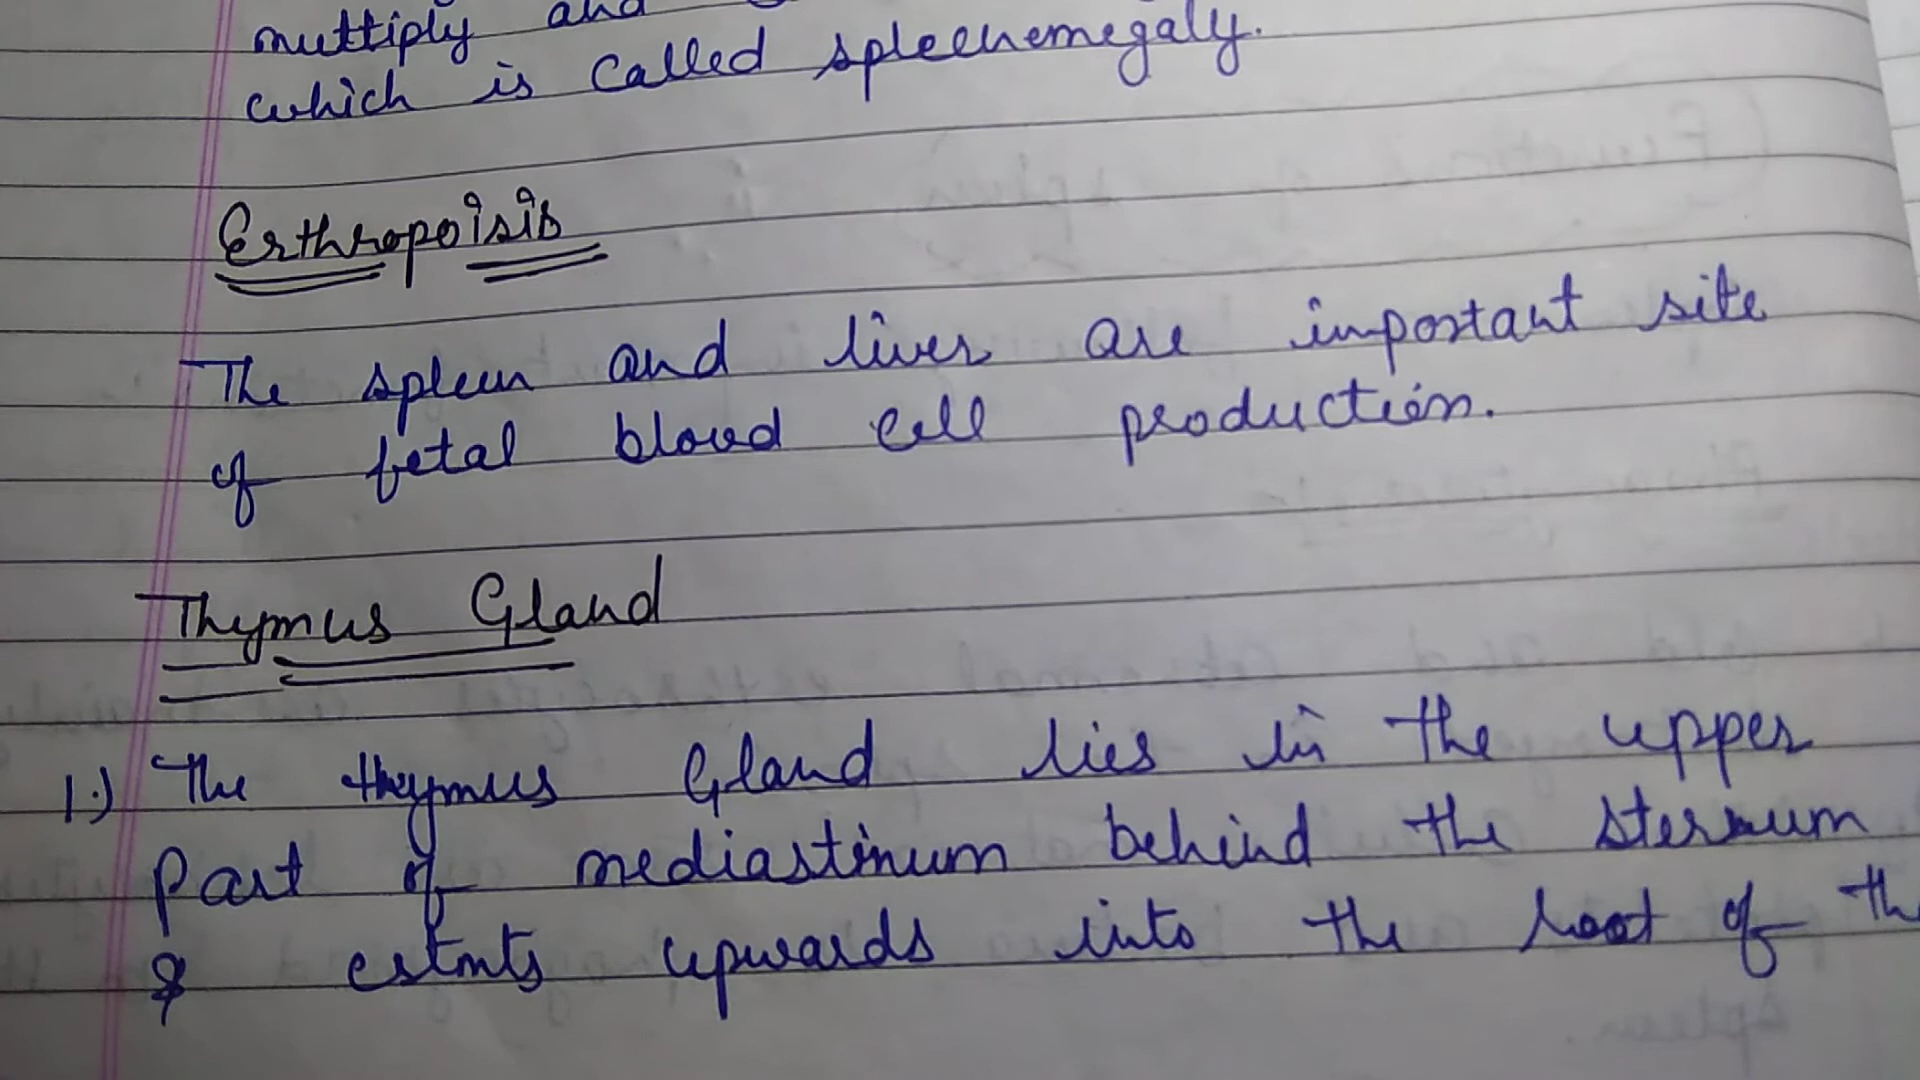 multiply and
which is called spleenemegaly.
Erthropoisis
The spleen and liver are important site
of fetal blood cell production.
Thymus Gland
1.) The thymus Gland lies in the upper
Part of mediastinum behind the sternum
& upwards into the root of th